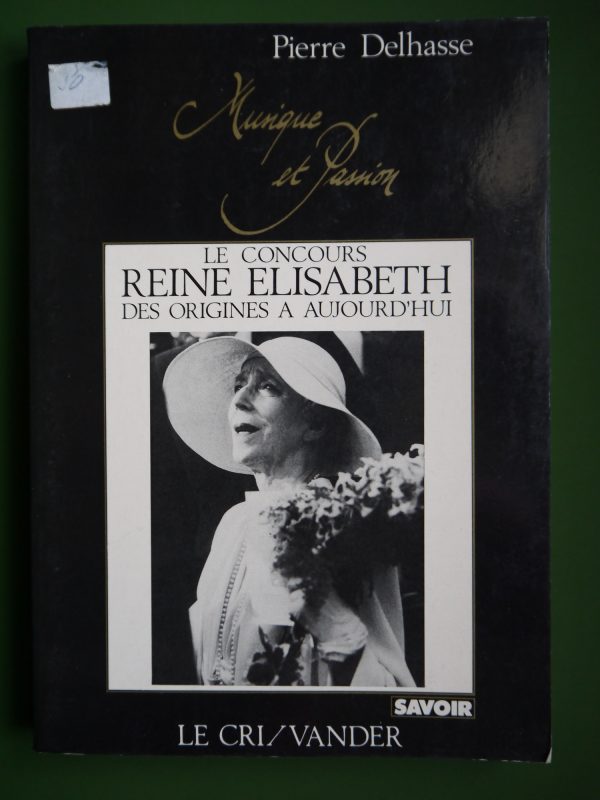 Pierre Delhasse
Musique
et Passion
LE CONCOURS
REINE ELISABETH
DES ORIGINES A AUJOURD'HUI
SAVOIR
LE CRI/VANDER